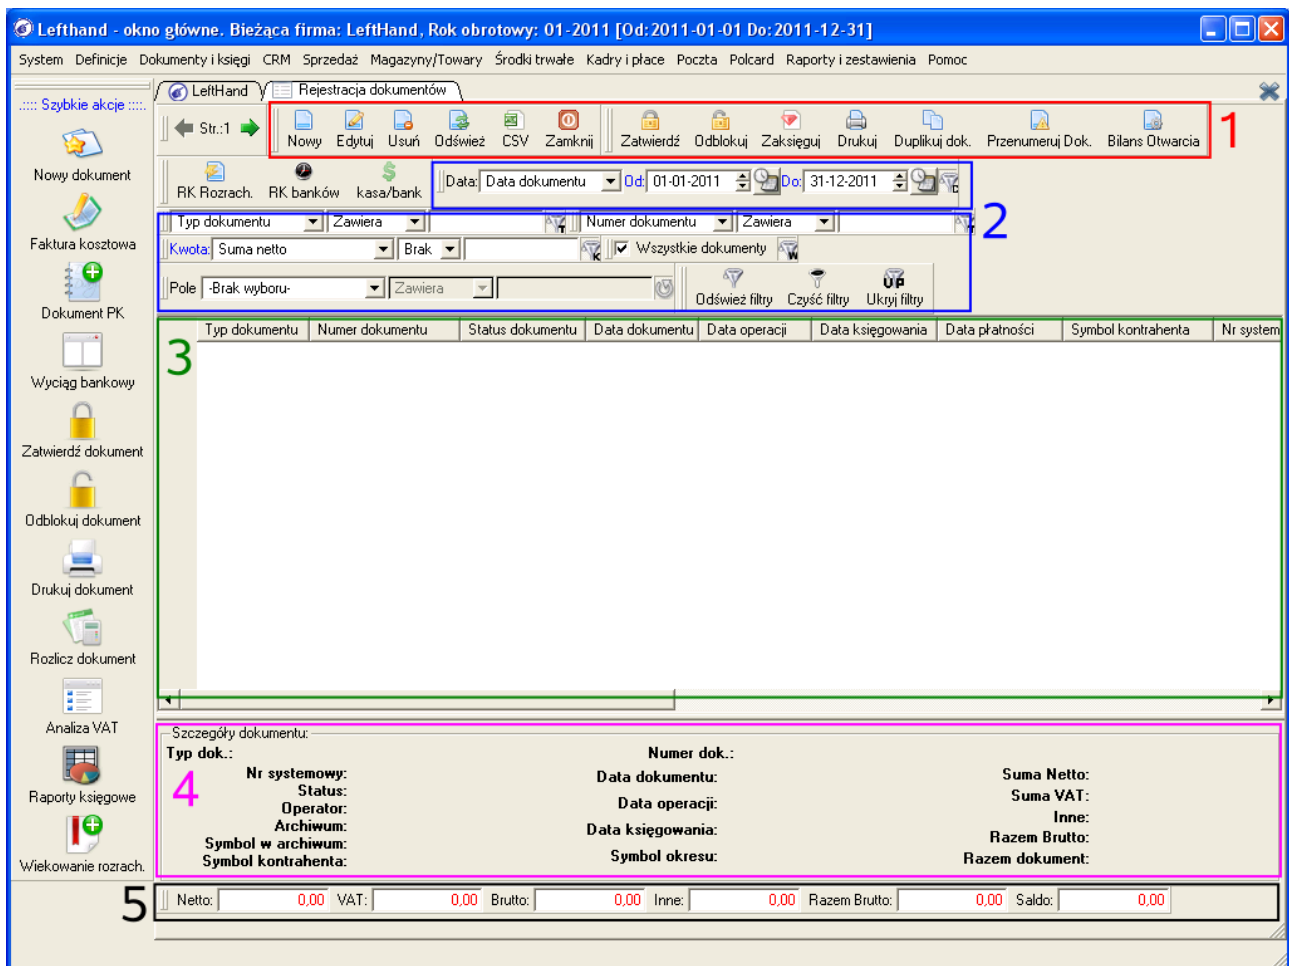 Lefthand - okno główne. Bieżąca firma: LeftHand, Rok obrotowy: 01-2011 [Od:2011-01-01 Do:2011-12-31]
System Definicje Dokumenty i księgi CRM Sprzedaż Magazyny/Towary Środki trwałe Kadry i płace Poczta Polcard Raporty i zestawienia Pomoc
.:::: Szybkie akcje ::::.
Nowy dokument
Faktura kosztowa
Dokument PK
Wyciąg bankowy
Zatwierdź dokument
Odblokuj dokument
Drukuj dokument
Rozlicz dokument
Analiza VAT
Raporty księgowe
Wiekowanie rozrach.
LeftHand Rejestracja dokumentów
Str.:1 Nowy Edytuj Usuń Odśwież CSV Zamknij Zatwierdź Odblokuj Zaksięguj Drukuj Duplikuj dok. Przenumeruj Dok. Bilans Otwarcia 1
RK Rozrach. RK banków kasa/bank Data: Data dokumentu Od: 01-01-2011 Do: 31-12-2011 D
Typ dokumentu Zawiera T Numer dokumentu Zawiera 2
Kwota: Suma netto Brak K Wszystkie dokumenty W
Pole -Brak wyboru- Zawiera Odśwież filtry Czyść filtry UP Ukryj filtry
Typ dokumentu Numer dokumentu Status dokumentu Data dokumentu Data operacji Data księgowania Data płatności Symbol kontrahenta Nr system
3
Szczegóły dokumentu:
Typ dok.: Numer dok.:
4
Nr systemowy: Data dokumentu: Suma Netto:
Status: Suma VAT:
Operator: Data operacji:
Archiwum: Data księgowania: Inne:
Symbol w archiwum: Razem Brutto:
Symbol kontrahenta: Symbol okresu: Razem dokument:
5 Netto: 0,00 VAT: 0,00 Brutto: 0,00 Inne: 0,00 Razem Brutto: 0,00 Saldo: 0,00